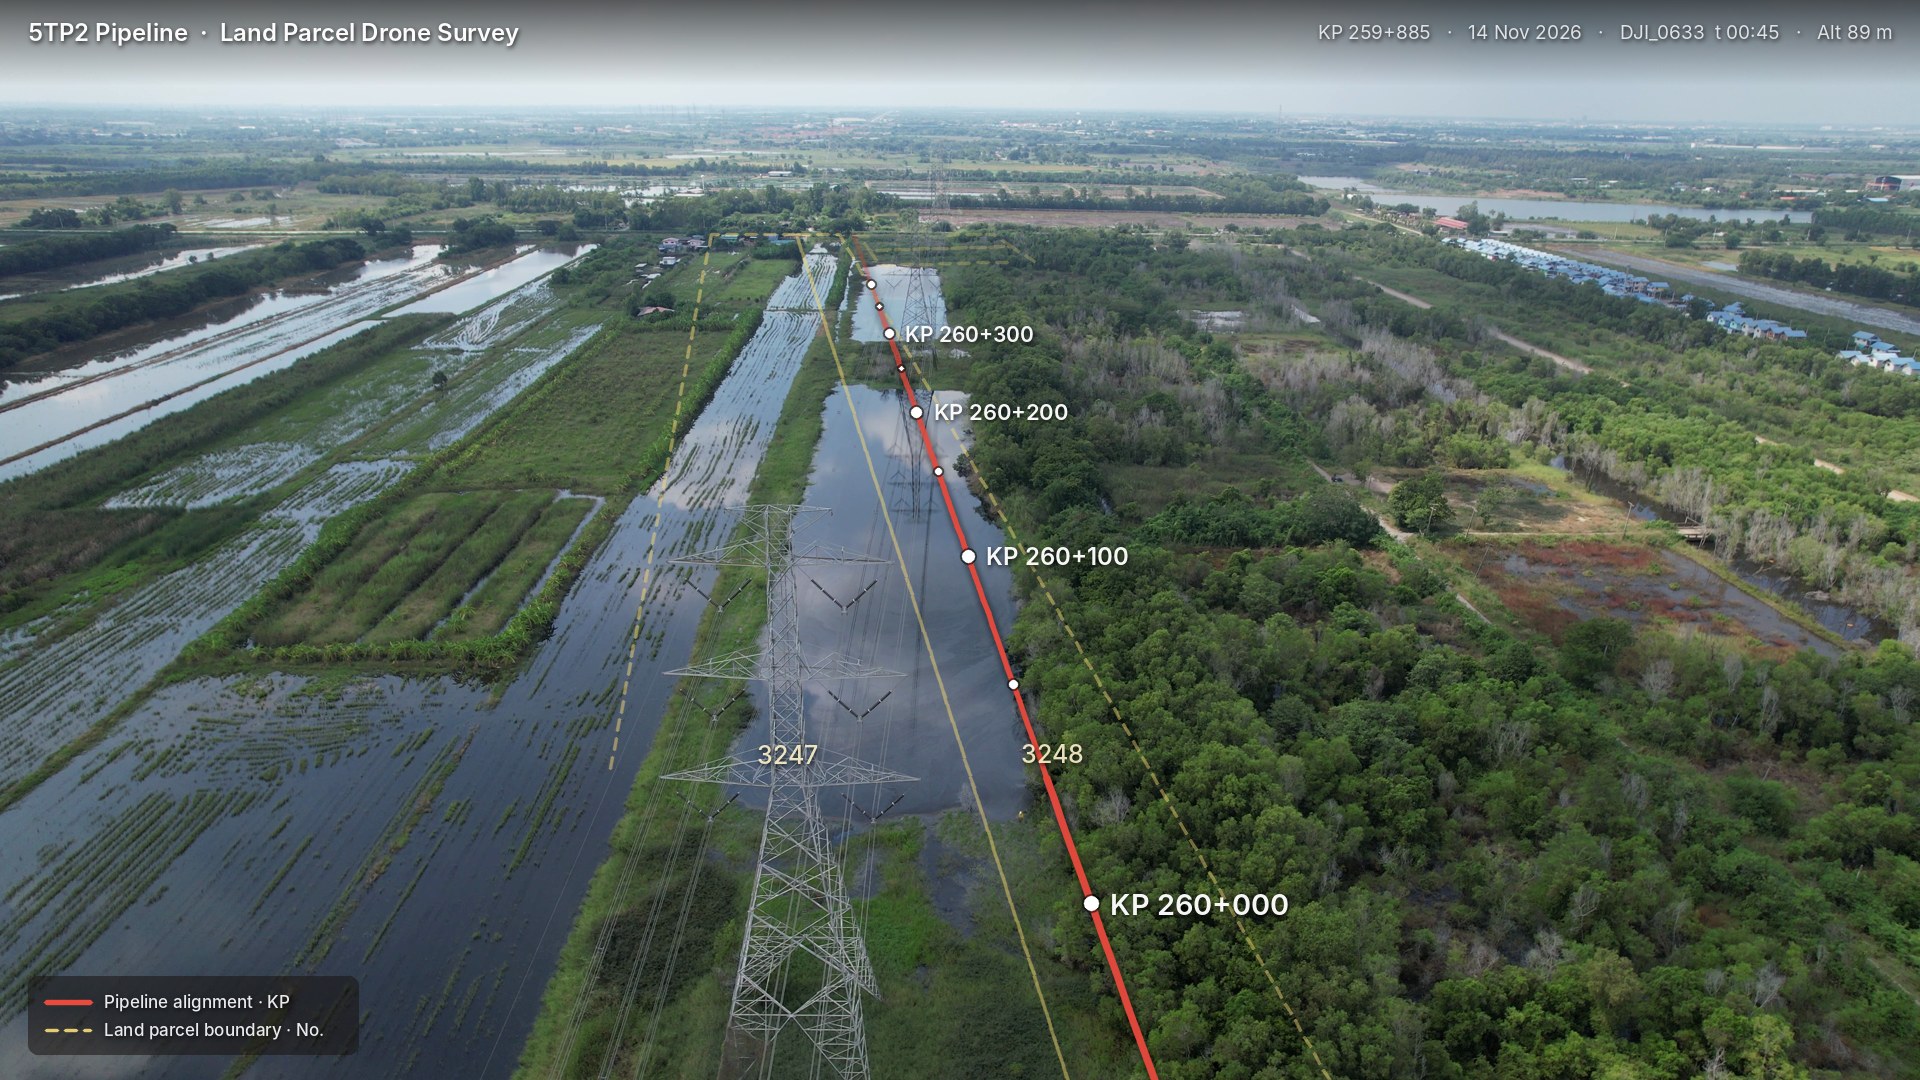 5TP2 Pipeline · Land Parcel Drone Survey
KP 259+885 · 14 Nov 2026 · DJI_0633 t 00:45 · Alt 89 m
KP 260+300
KP 260+200
KP 260+100
3247
3248
KP 260+000
Pipeline alignment · KP
Land parcel boundary · No.